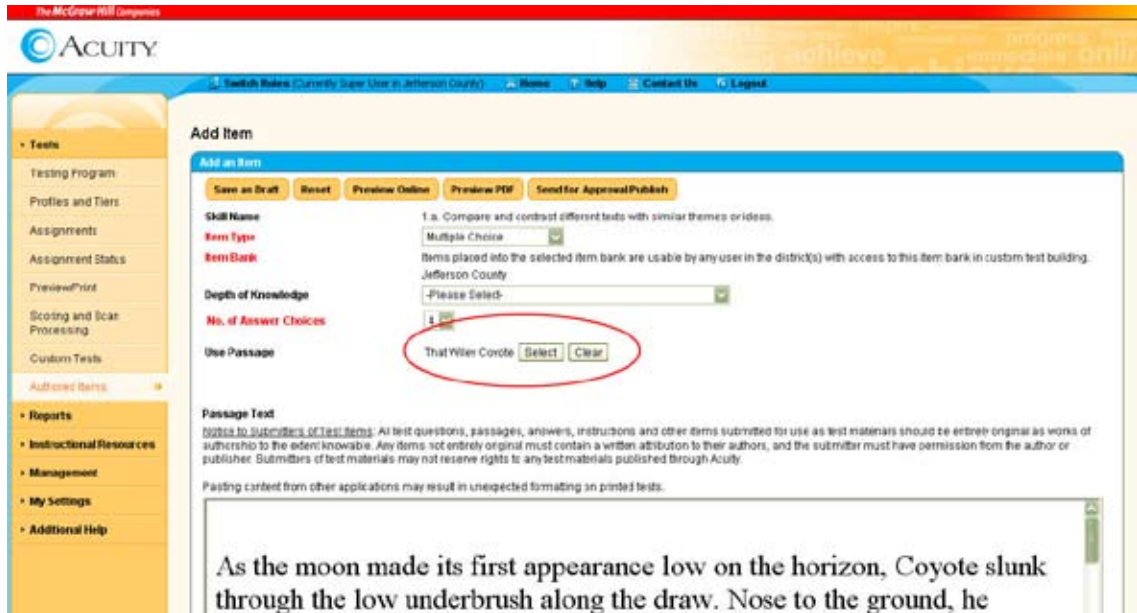 The McGraw·Hill Companies
ACUITY
achieve
progress
immediate
onli
Switch Roles (Currently Super User in Jefferson County) Home Help Contact Us Logout
Add Item
Tests
Testing Program
Profiles and Tiers
Assignments
Assignment Status
Preview/Print
Scoring and Scan
Processing
Custom Tests
Authored Items
Reports
Instructional Resources
Management
My Settings
Additional Help
Add an Item
Save as Draft Reset Preview Online Preview PDF Send for Approval/Publish
Skill Name 1.a. Compare and contrast different texts with similar themes or ideas.
Item Type Multiple Choice
Item Bank Items placed into the selected item bank are usable by any user in the district(s) with access to this item bank in custom test building.
Jefferson County
Depth of Knowledge -Please Select-
No. of Answer Choices
Use Passage That Wiley Coyote Select Clear
Passage Text
Notice to Submitters of Test Items: All test questions, passages, answers, instructions and other items submitted for use as test materials should be entirely original as works of
authorship to the extent knowable. Any items not entirely original must contain a written attribution to their authors, and the submitter must have permission from the author or
publisher. Submitters of test materials may not reserve rights to any test materials published through Acuity.
Pasting content from other applications may result in unexpected formatting on printed tests.
As the moon made its first appearance low on the horizon, Coyote slunk
through the low underbrush along the draw. Nose to the ground, he